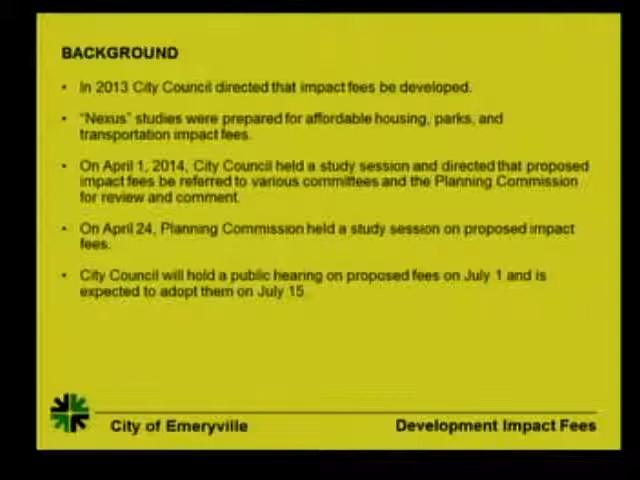 BACKGROUND
• In 2013 City Council directed that impact fees be developed.
• “Nexus” studies were prepared for affordable housing, parks, and
transportation impact fees.
• On April 1, 2014, City Council held a study session and directed that proposed
impact fees be referred to various committees and the Planning Commission
for review and comment.
• On April 24, Planning Commission held a study session on proposed impact
fees.
• City Council will hold a public hearing on proposed fees on July 1 and is
expected to adopt them on July 15.
City of Emeryville
Development Impact Fees